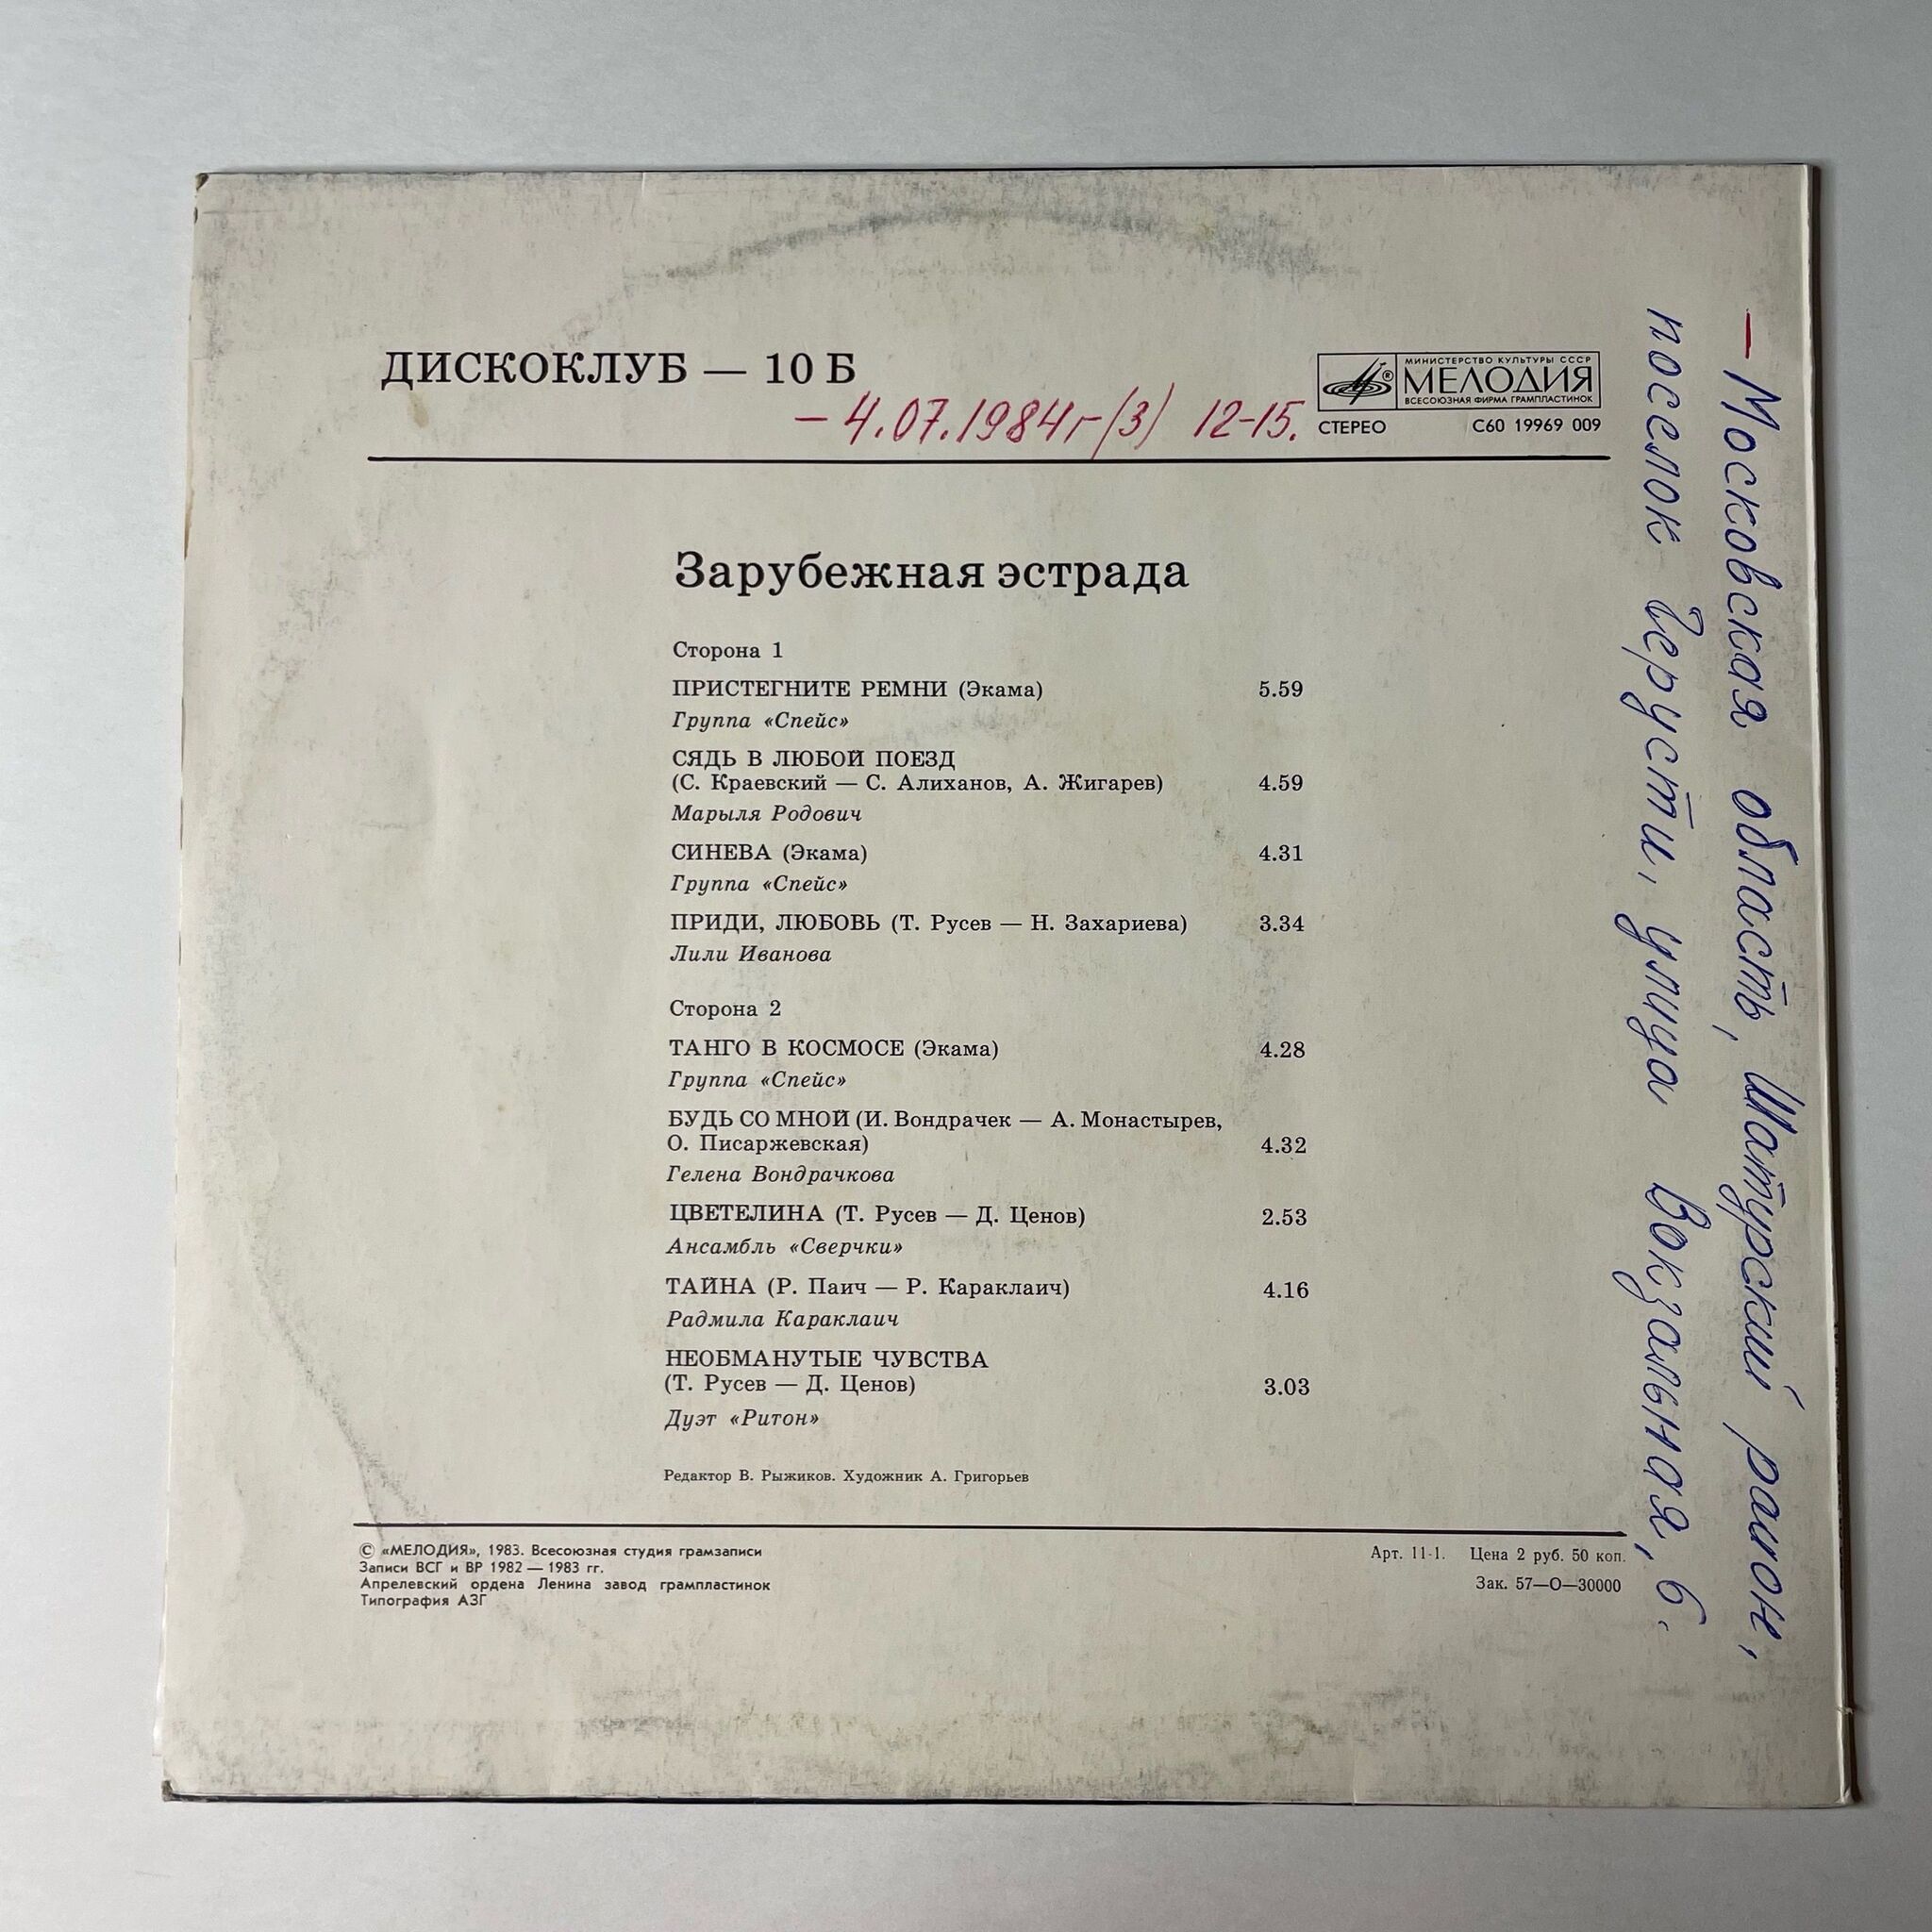 ДИСКОКЛУБ — 10 Б
— 4.07.1984г (3) 12-15.
МИНИСТЕРСТВО КУЛЬТУРЫ СССР
МЕЛОДИЯ
ВСЕСОЮЗНАЯ ФИРМА ГРАМПЛАСТИНОК
СТЕРЕО С60 19969 009
Зарубежная эстрада
Сторона 1
ПРИСТЕГНИТЕ РЕМНИ (Экама) 5.59
Группа «Спейс»
СЯДЬ В ЛЮБОЙ ПОЕЗД
(С. Краевский — С. Алиханов, А. Жигарев) 4.59
Марыля Родович
СИНЕВА (Экама) 4.31
Группа «Спейс»
ПРИДИ, ЛЮБОВЬ (Т. Русев — Н. Захариева) 3.34
Лили Иванова
Сторона 2
ТАНГО В КОСМОСЕ (Экама) 4.28
Группа «Спейс»
БУДЬ СО МНОЙ (И. Вондрачек — А. Монастырев,
О. Писаржевская) 4.32
Гелена Вондрачкова
ЦВЕТЕЛИНА (Т. Русев — Д. Ценов) 2.53
Ансамбль «Сверчки»
ТАЙНА (Р. Паич — Р. Караклаич) 4.16
Радмила Караклаич
НЕОБМАНУТЫЕ ЧУВСТВА
(Т. Русев — Д. Ценов) 3.03
Дуэт «Ритон»
Редактор В. Рыжиков. Художник А. Григорьев
© «МЕЛОДИЯ», 1983. Всесоюзная студия грамзаписи
Записи ВСГ и ВР 1982 — 1983 гг.
Апрелевский ордена Ленина завод грампластинок
Типография АЗГ
Арт. 11-1. Цена 2 руб. 50 коп.
Зак. 57—О—30000
— Московская область, Шатурский район,
поселок Черусти, улица Вокзальная, 6.